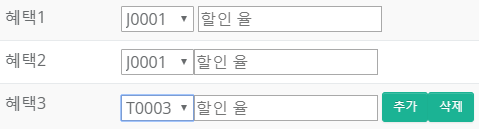 혜택1 J0001 할인 율
혜택2 J0001 할인 율
혜택3 T0003 할인 율 추가 삭제